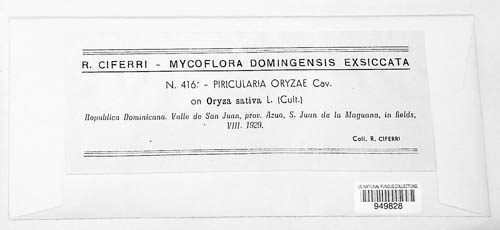 R. CIFERRI - MYCOFLORA DOMINGENSIS EXSICCATA
N. 416: - PIRICULARIA ORYZAE Cav.
on Oryza sativa L. (Cult.)
Republica Dominicana. Valle de San Juan, prov. Azua, S. Juan de la Maguana, in fields,
VIII. 1929.
Coll. R. CIFERRI
US NATIONAL FUNGUS COLLECTIONS
949828